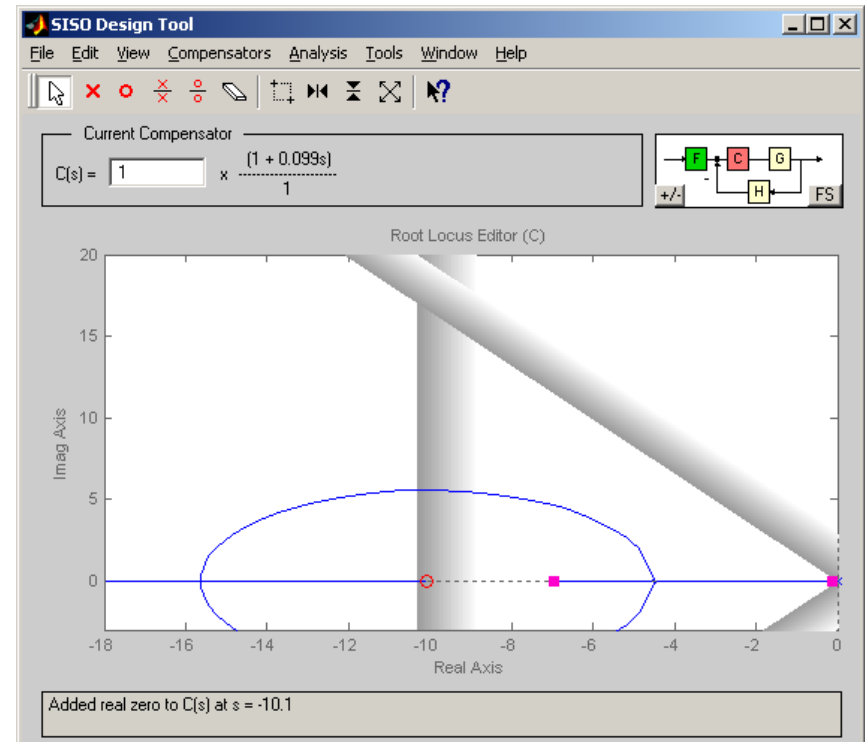 SISO Design Tool
File Edit View Compensators Analysis Tools Window Help
Current Compensator
C(s) = 1 x (1 + 0.099s)
1
F C G
+/- - H FS
Root Locus Editor (C)
20
15
10
5
0
Imag Axis
-18 -16 -14 -12 -10 -8 -6 -4 -2 0
Real Axis
Added real zero to C(s) at s = -10.1